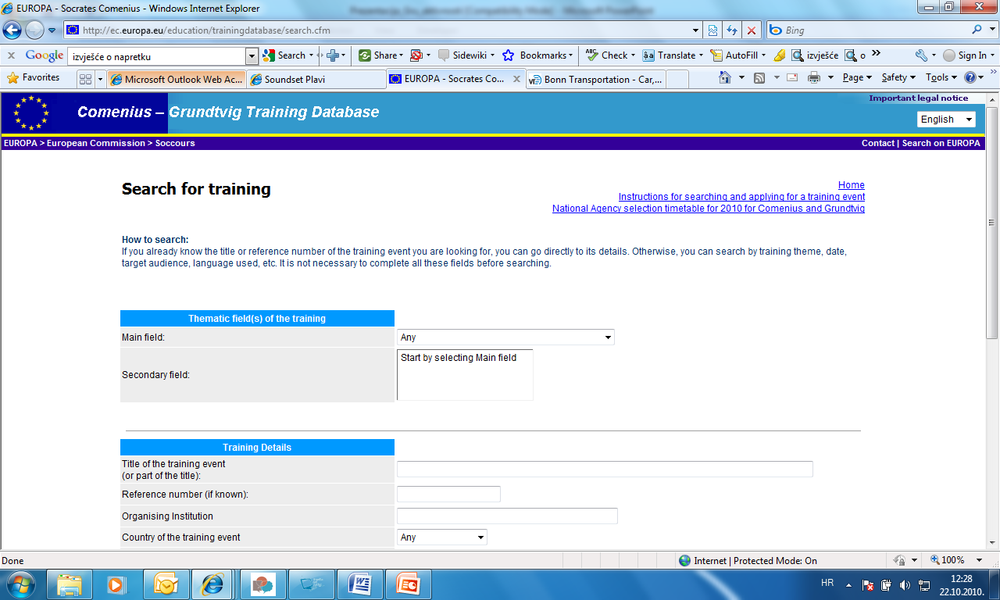 EUROPA - Socrates Comenius - Windows Internet Explorer
http://ec.europa.eu/education/trainingdatabase/search.cfm
Bing
x Google izvješće o napretku Search Share Sidewiki Bookmarks Check Translate AutoFill izvješće o » Sign In
Favorites Microsoft Outlook Web Ac... Soundset Plavi EUROPA - Socrates Co... x Bonn Transportation - Car,... Page Safety Tools »
Important legal notice
Comenius – Grundtvig Training Database
English
EUROPA > European Commission > Soccours Contact | Search on EUROPA
Search for training
Home
Instructions for searching and applying for a training event
National Agency selection timetable for 2010 for Comenius and Grundtvig
How to search:
If you already know the title or reference number of the training event you are looking for, you can go directly to its details. Otherwise, you can search by training theme, date,
target audience, language used, etc. It is not necessary to complete all these fields before searching.
Thematic field(s) of the training
Main field: Any
Start by selecting Main field
Secondary field:
Training Details
Title of the training event
(or part of the title):
Reference number (if known):
Organising Institution
Country of the training event Any
Done Internet | Protected Mode: On 100%
HR 12:28
22.10.2010.